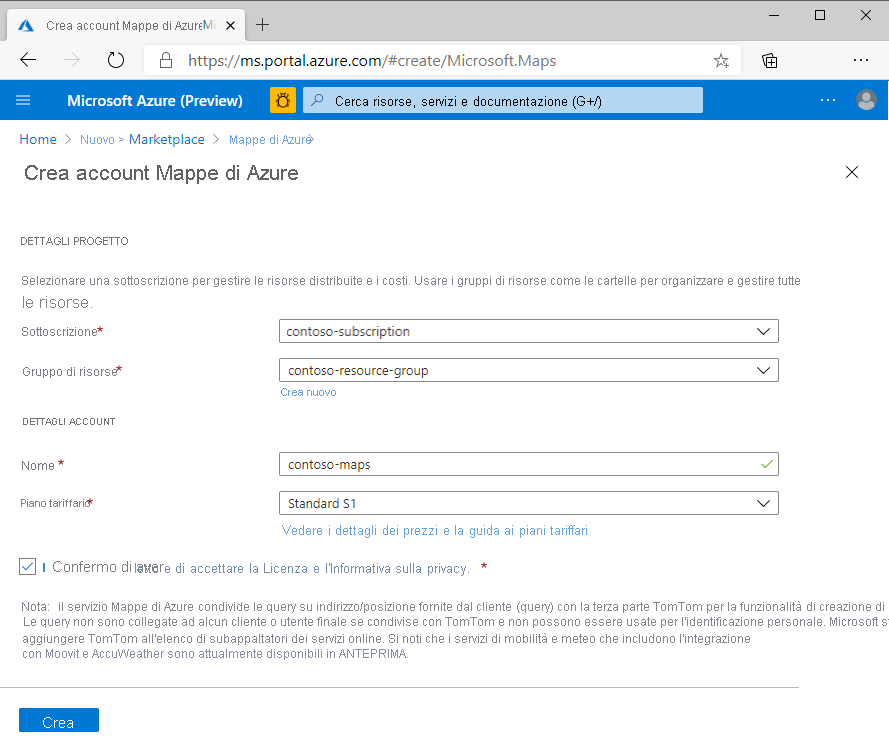 Crea account Mappe di Azure
https://ms.portal.azure.com/#create/Microsoft.Maps
Microsoft Azure (Preview)
Cerca risorse, servizi e documentazione (G+/)
Home > Nuovo > Marketplace > Mappe di Azure
Crea account Mappe di Azure
DETTAGLI PROGETTO
Selezionare una sottoscrizione per gestire le risorse distribuite e i costi. Usare i gruppi di risorse come le cartelle per organizzare e gestire tutte
le risorse.
Sottoscrizione* contoso-subscription
Gruppo di risorse* contoso-resource-group
Crea nuovo
DETTAGLI ACCOUNT
Nome * contoso-maps
Piano tariffario* Standard S1
Vedere i dettagli dei prezzi e la guida ai piani tariffari
I Confermo di aver letto e di accettare la Licenza e l'Informativa sulla privacy. *
Nota: il servizio Mappe di Azure condivide le query su indirizzo/posizione fornite dal cliente (query) con la terza parte TomTom per la funzionalità di creazione di
Le query non sono collegate ad alcun cliente o utente finale se condivise con TomTom e non possono essere usate per l'identificazione personale. Microsoft st
aggiungere TomTom all'elenco di subappaltatori dei servizi online. Si noti che i servizi di mobilità e meteo che includono l'integrazione
con Moovit e AccuWeather sono attualmente disponibili in ANTEPRIMA.
Crea